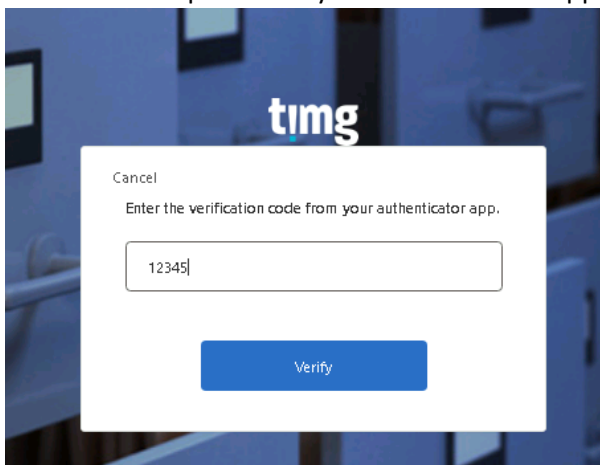 timg
Cancel
Enter the verification code from your authenticator app.
12345
Verify